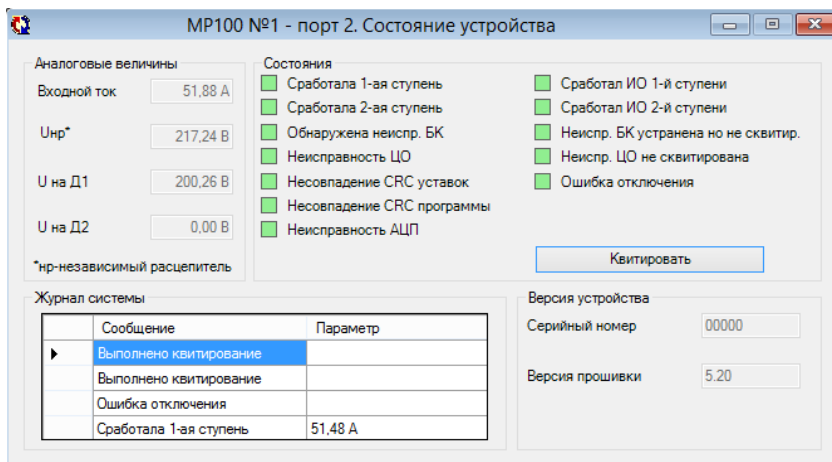 МР100 №1 - порт 2. Состояние устройства
Аналоговые величины
Входной ток 51,88 А
Uнр* 217,24 В
U на Д1 200,26 В
U на Д2 0,00 В
*нр-независимый расцепитель
Состояния
Сработала 1-ая ступень
Сработала 2-ая ступень
Обнаружена неиспр. БК
Неисправность ЦО
Несовпадение CRC уставок
Несовпадение CRC программы
Неисправность АЦП
Сработал ИО 1-й ступени
Сработал ИО 2-й ступени
Неиспр. БК устранена но не сквитир.
Неиспр. ЦО не сквитирована
Ошибка отключения
Квитировать
Журнал системы
Сообщение Параметр
Выполнено квитирование
Выполнено квитирование
Ошибка отключения
Сработала 1-ая ступень 51,48 А
Версия устройства
Серийный номер 00000
Версия прошивки 5.20